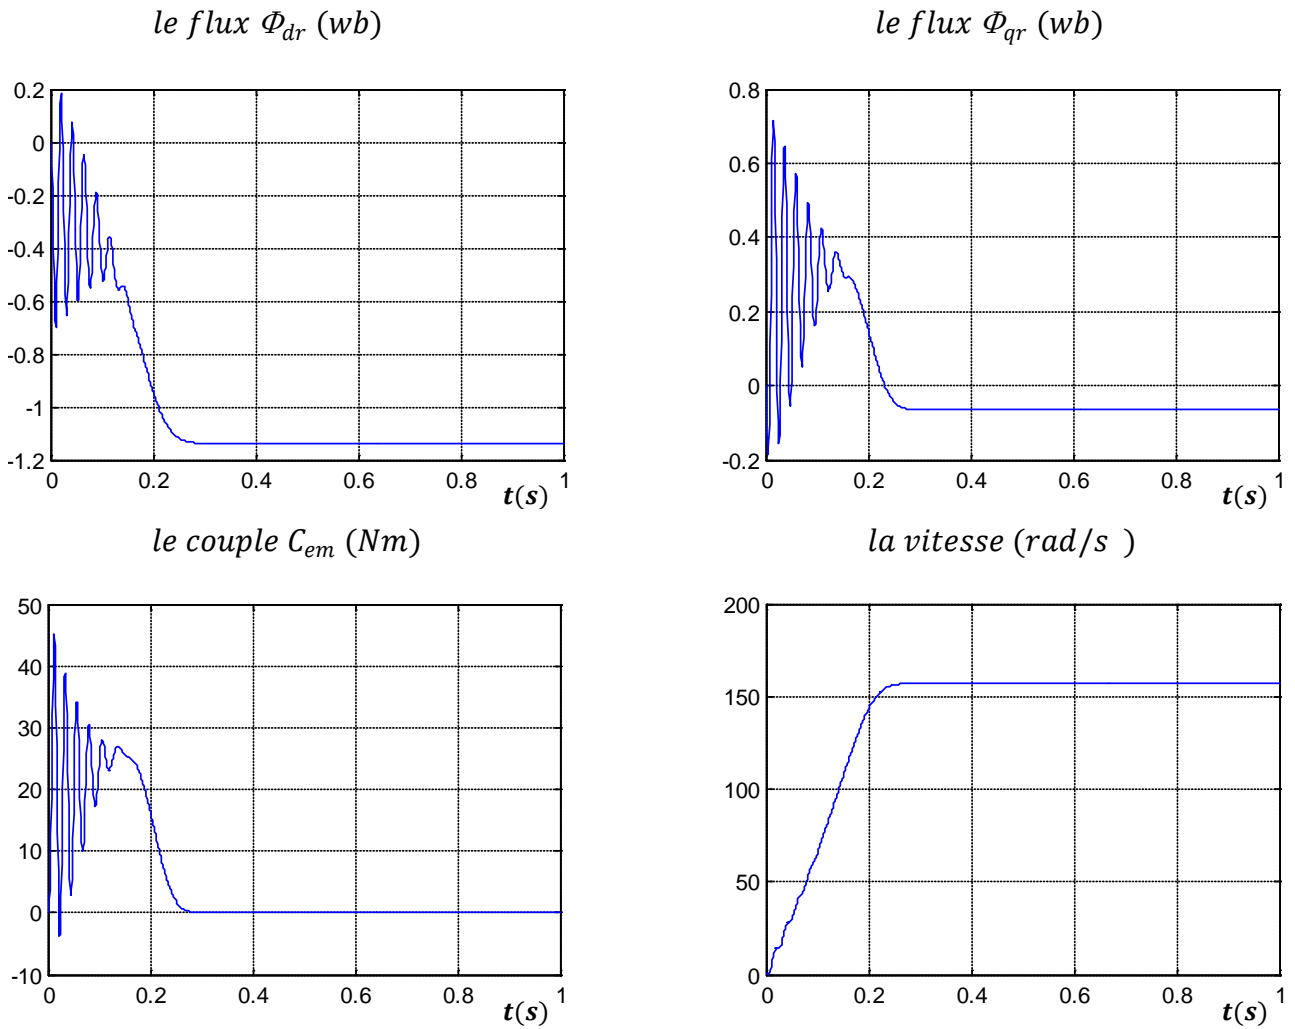 le flux Φdr (wb)
le flux Φqr (wb)
0.2
0
-0.2
-0.4
-0.6
-0.8
-1
-1.2
0 0.2 0.4 0.6 0.8 1
t(s)
0.8
0.6
0.4
0.2
0
-0.2
0 0.2 0.4 0.6 0.8 1
t(s)
le couple Cem (Nm)
la vitesse (rad/s )
50
40
30
20
10
0
-10
0 0.2 0.4 0.6 0.8 1
t(s)
200
150
100
50
0
0 0.2 0.4 0.6 0.8 1
t(s)